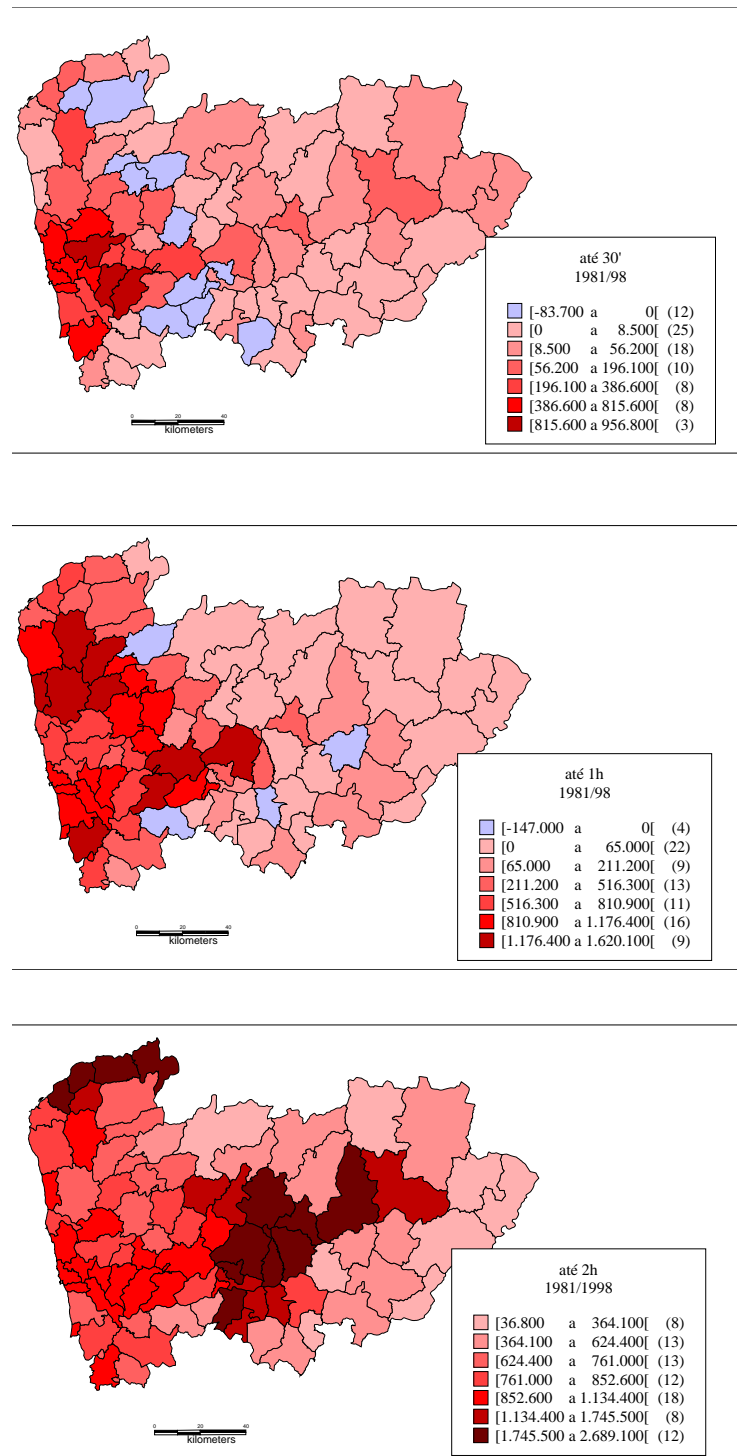 até 30'
1981/98
[-83.700 a 0[ (12)
[0 a 8.500[ (25)
[8.500 a 56.200[ (18)
[56.200 a 196.100[ (10)
[196.100 a 386.600[ (8)
[386.600 a 815.600[ (8)
[815.600 a 956.800[ (3)
0 20 40
kilometers
até 1h
1981/98
[-147.000 a 0[ (4)
[0 a 65.000[ (22)
[65.000 a 211.200[ (9)
[211.200 a 516.300[ (13)
[516.300 a 810.900[ (11)
[810.900 a 1.176.400[ (16)
[1.176.400 a 1.620.100[ (9)
0 20 40
kilometers
até 2h
1981/1998
[36.800 a 364.100[ (8)
[364.100 a 624.400[ (13)
[624.400 a 761.000[ (13)
[761.000 a 852.600[ (12)
[852.600 a 1.134.400[ (18)
[1.134.400 a 1.745.500[ (8)
[1.745.500 a 2.689.100[ (12)
0 20 40
kilometers